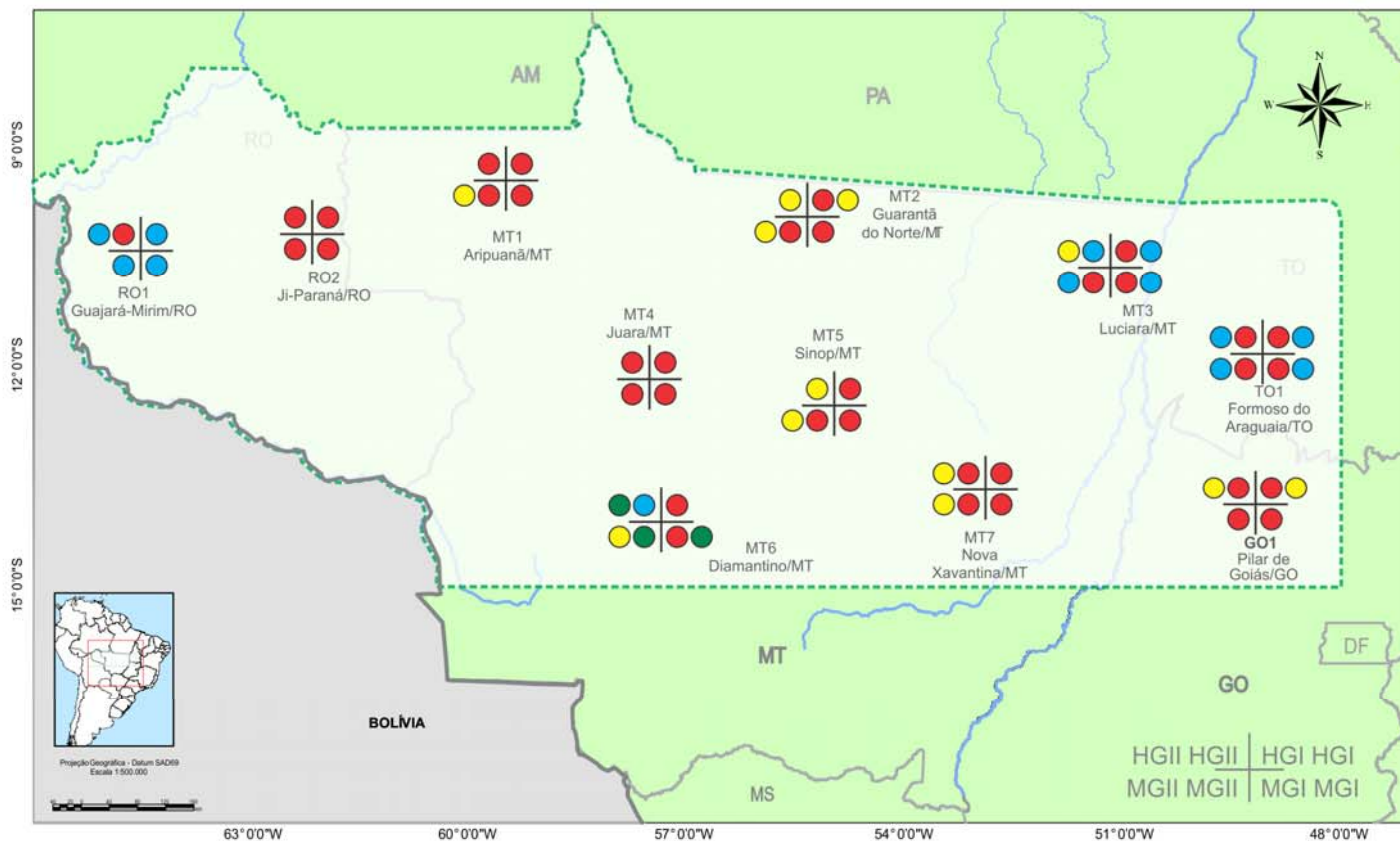 AM
PA
N
W
S
9°0'0"S
12°0'0"S
15°0'0"S
RO
TO
RO1
Guajará-Mirim/RO
RO2
Ji-Paraná/RO
MT1
Aripuanã/MT
MT2
Guarantã
do Norte/MT
MT3
Luciara/MT
MT4
Juara/MT
MT5
Sinop/MT
TO1
Formoso do
Araguaia/TO
MT6
Diamantino/MT
MT7
Nova
Xavantina/MT
GO1
Pilar de
Goiás/GO
MT
GO
DF
MS
BOLÍVIA
Projeção Geográfica - Datum SAD69
Escala 1:500.000
HGII HGII HGI HGI
MGII MGII MGI MGI
63°0'0"W
60°0'0"W
57°0'0"W
54°0'0"W
51°0'0"W
48°0'0"W